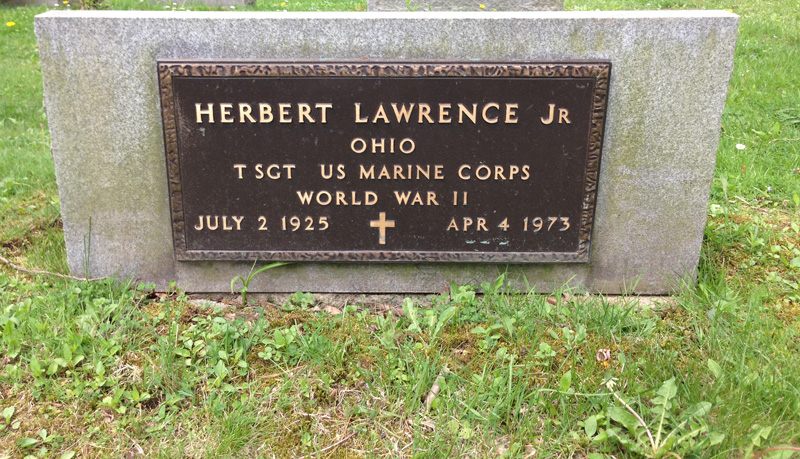 HERBERT LAWRENCE JR
OHIO
T SGT US MARINE CORPS
WORLD WAR II
JULY 2 1925 APR 4 1973